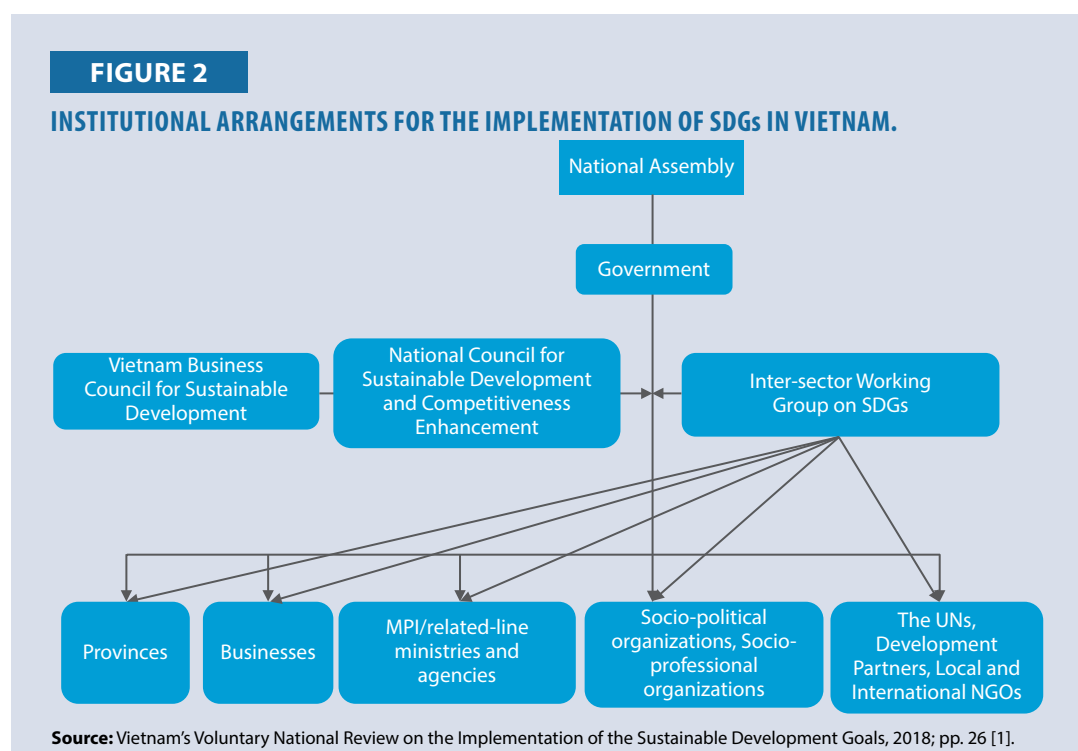 FIGURE 2
INSTITUTIONAL ARRANGEMENTS FOR THE IMPLEMENTATION OF SDGs IN VIETNAM.
National Assembly
Government
Vietnam Business
Council for Sustainable
Development
National Council for
Sustainable Development
and Competitiveness
Enhancement
Inter-sector Working
Group on SDGs
Provinces
Businesses
MPI/related-line
ministries and
agencies
Socio-political
organizations, Socio-
professional
organizations
The UNs,
Development
Partners, Local and
International NGOs
Source: Vietnam’s Voluntary National Review on the Implementation of the Sustainable Development Goals, 2018; pp. 26 [1].